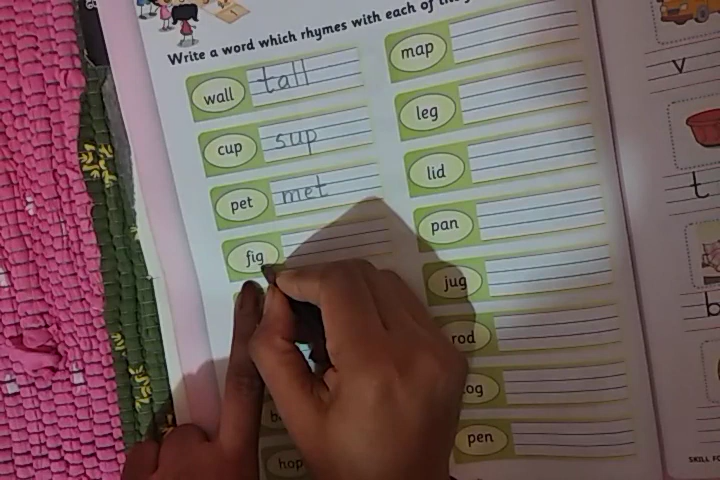 Write a word which rhymes with each of
wall tall
cup sup
pet met
fig
hop
map
leg
lid
pan
jug
rod
pen
v
t
b
SKILL